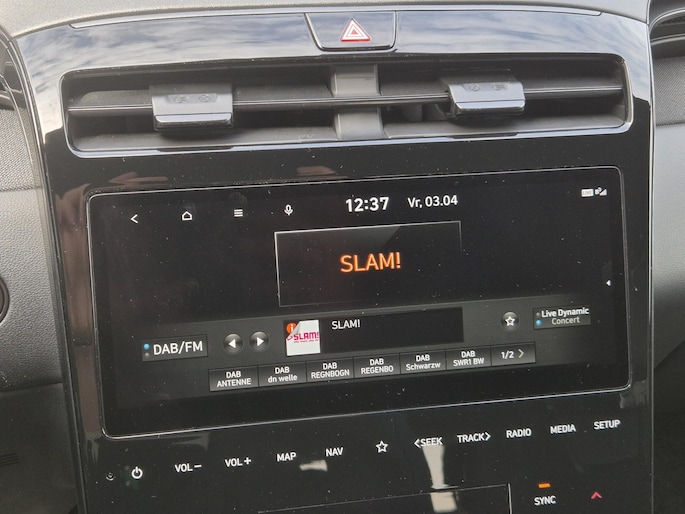 12:37 Vr, 03.04
SLAM!
DAB/FM
SLAM!
SLAM!
Live Dynamic
Concert
DAB
ANTENNE
DAB
dn welle
DAB
REGNBOGN
DAB
REGENBO
DAB
Schwarzw
DAB
SWR1 BW
1/2
VOL −
VOL +
MAP
NAV
<SEEK
TRACK>
RADIO
MEDIA
SETUP
SYNC